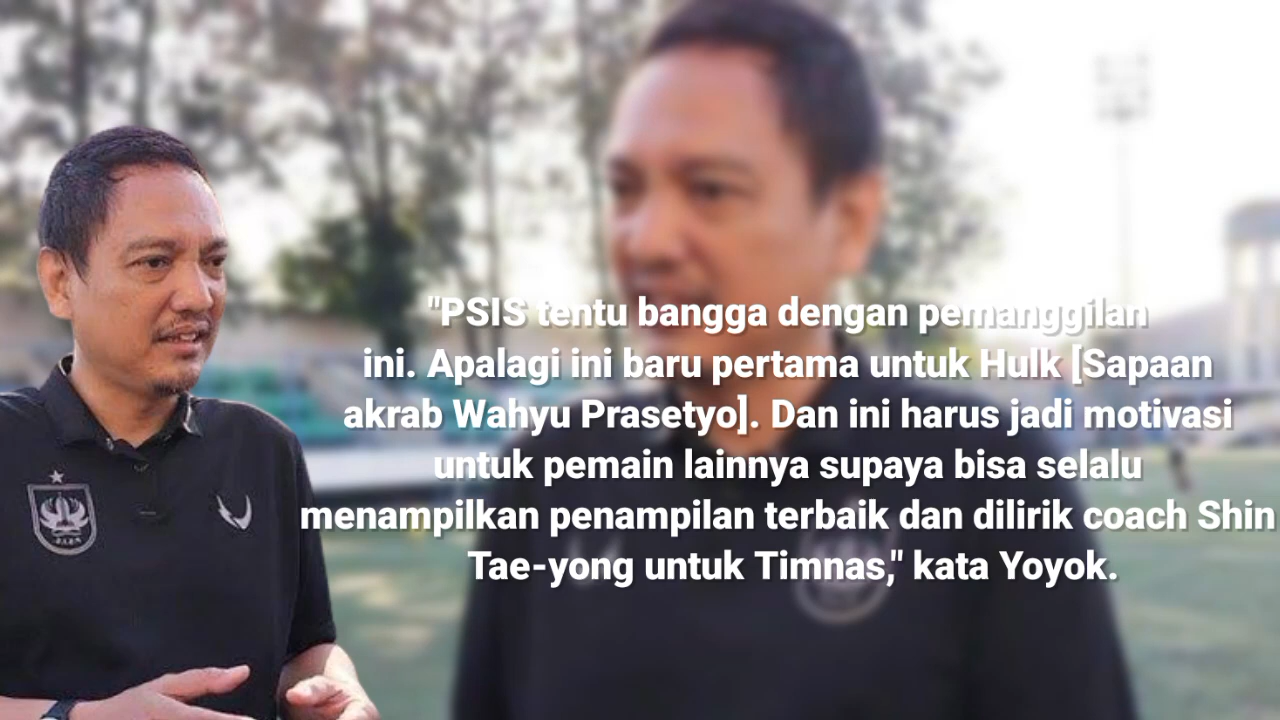 "PSIS tentu bangga dengan pemanggilan
ini. Apalagi ini baru pertama untuk Hulk [Sapaan
akrab Wahyu Prasetyo]. Dan ini harus jadi motivasi
untuk pemain lainnya supaya bisa selalu
menampilkan penampilan terbaik dan dilirik coach Shin
Tae-yong untuk Timnas," kata Yoyok.